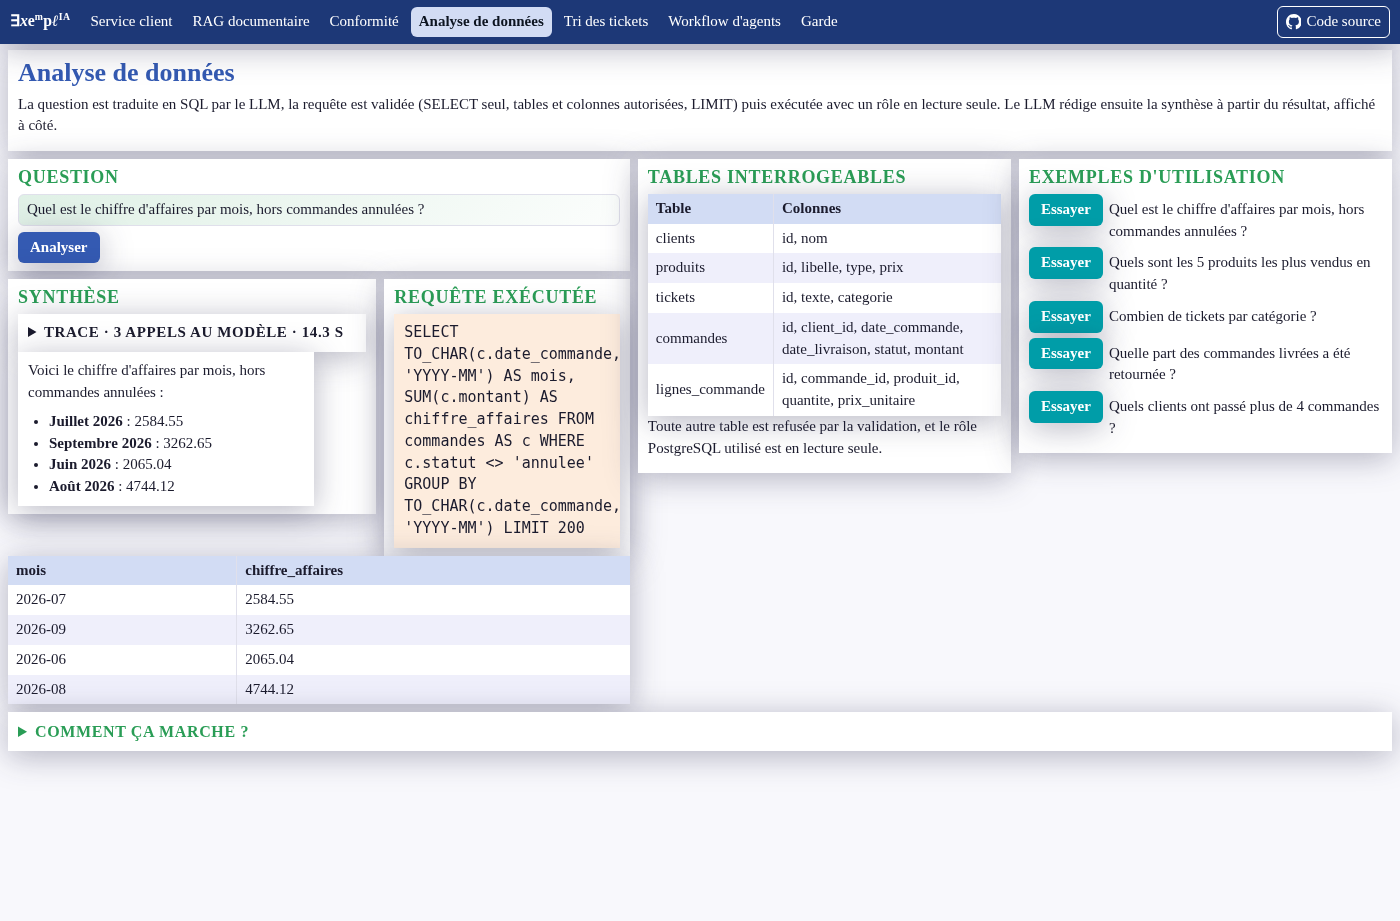 ∃xemplIA Service client RAG documentaire Conformité Analyse de données Tri des tickets Workflow d'agents Garde Code source
Analyse de données
La question est traduite en SQL par le LLM, la requête est validée (SELECT seul, tables et colonnes autorisées, LIMIT) puis exécutée avec un rôle en lecture seule. Le LLM rédige ensuite la synthèse à partir du résultat, affiché
à côté.
QUESTION
Quel est le chiffre d'affaires par mois, hors commandes annulées ?
Analyser
SYNTHÈSE
TRACE · 3 APPELS AU MODÈLE · 14.3 S
Voici le chiffre d'affaires par mois, hors
commandes annulées :
• Juillet 2026 : 2584.55
• Septembre 2026 : 3262.65
• Juin 2026 : 2065.04
• Août 2026 : 4744.12
REQUÊTE EXÉCUTÉE
SELECT
TO_CHAR(c.date_commande,
'YYYY-MM') AS mois,
SUM(c.montant) AS
chiffre_affaires FROM
commandes AS c WHERE
c.statut <> 'annulee'
GROUP BY
TO_CHAR(c.date_commande,
'YYYY-MM') LIMIT 200
mois chiffre_affaires
2026-07 2584.55
2026-09 3262.65
2026-06 2065.04
2026-08 4744.12
TABLES INTERROGEABLES
Table Colonnes
clients id, nom
produits id, libelle, type, prix
tickets id, texte, categorie
commandes id, client_id, date_commande,
date_livraison, statut, montant
lignes_commande id, commande_id, produit_id,
quantite, prix_unitaire
Toute autre table est refusée par la validation, et le rôle
PostgreSQL utilisé est en lecture seule.
EXEMPLES D'UTILISATION
Essayer Quel est le chiffre d'affaires par mois, hors
commandes annulées ?
Essayer Quels sont les 5 produits les plus vendus en
quantité ?
Essayer Combien de tickets par catégorie ?
Essayer Quelle part des commandes livrées a été
retournée ?
Essayer Quels clients ont passé plus de 4 commandes
?
COMMENT ÇA MARCHE ?